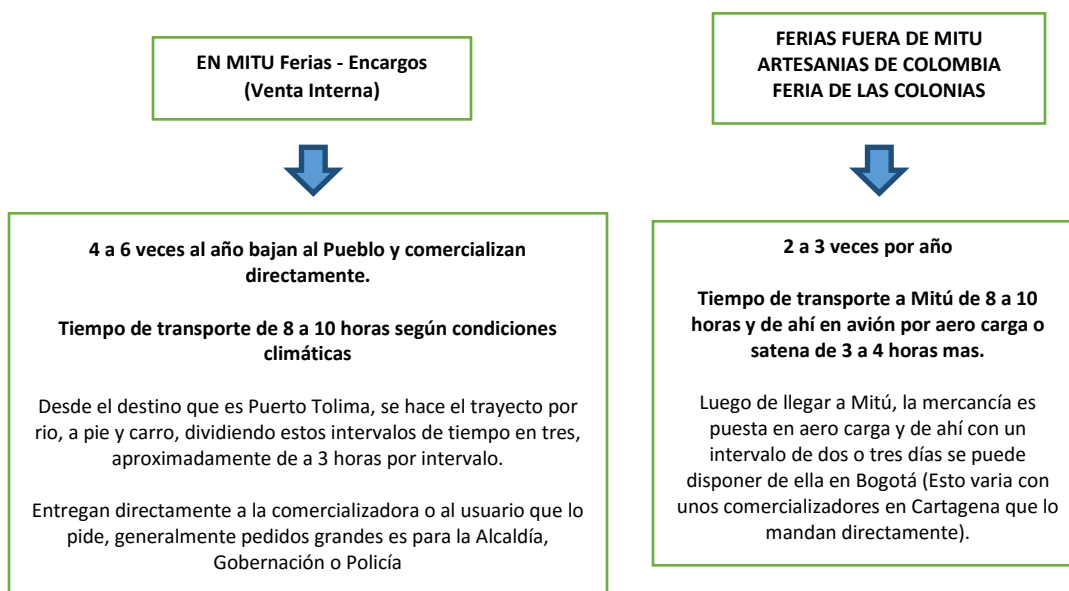 EN MITU Ferias - Encargos
(Venta Interna)
4 a 6 veces al año bajan al Pueblo y comercializan
directamente.
Tiempo de transporte de 8 a 10 horas según condiciones
climáticas
Desde el destino que es Puerto Tolima, se hace el trayecto por
rio, a pie y carro, dividiendo estos intervalos de tiempo en tres,
aproximadamente de a 3 horas por intervalo.
Entregan directamente a la comercializadora o al usuario que lo
pide, generalmente pedidos grandes es para la Alcaldía,
Gobernación o Policía
FERIAS FUERA DE MITU
ARTESANIAS DE COLOMBIA
FERIA DE LAS COLONIAS
2 a 3 veces por año
Tiempo de transporte a Mitú de 8 a 10
horas y de ahí en avión por aero carga o
satena de 3 a 4 horas mas.
Luego de llegar a Mitú, la mercancía es
puesta en aero carga y de ahí con un
intervalo de dos o tres días se puede
disponer de ella en Bogotá (Esto varia con
unos comercializadores en Cartagena que lo
mandan directamente).